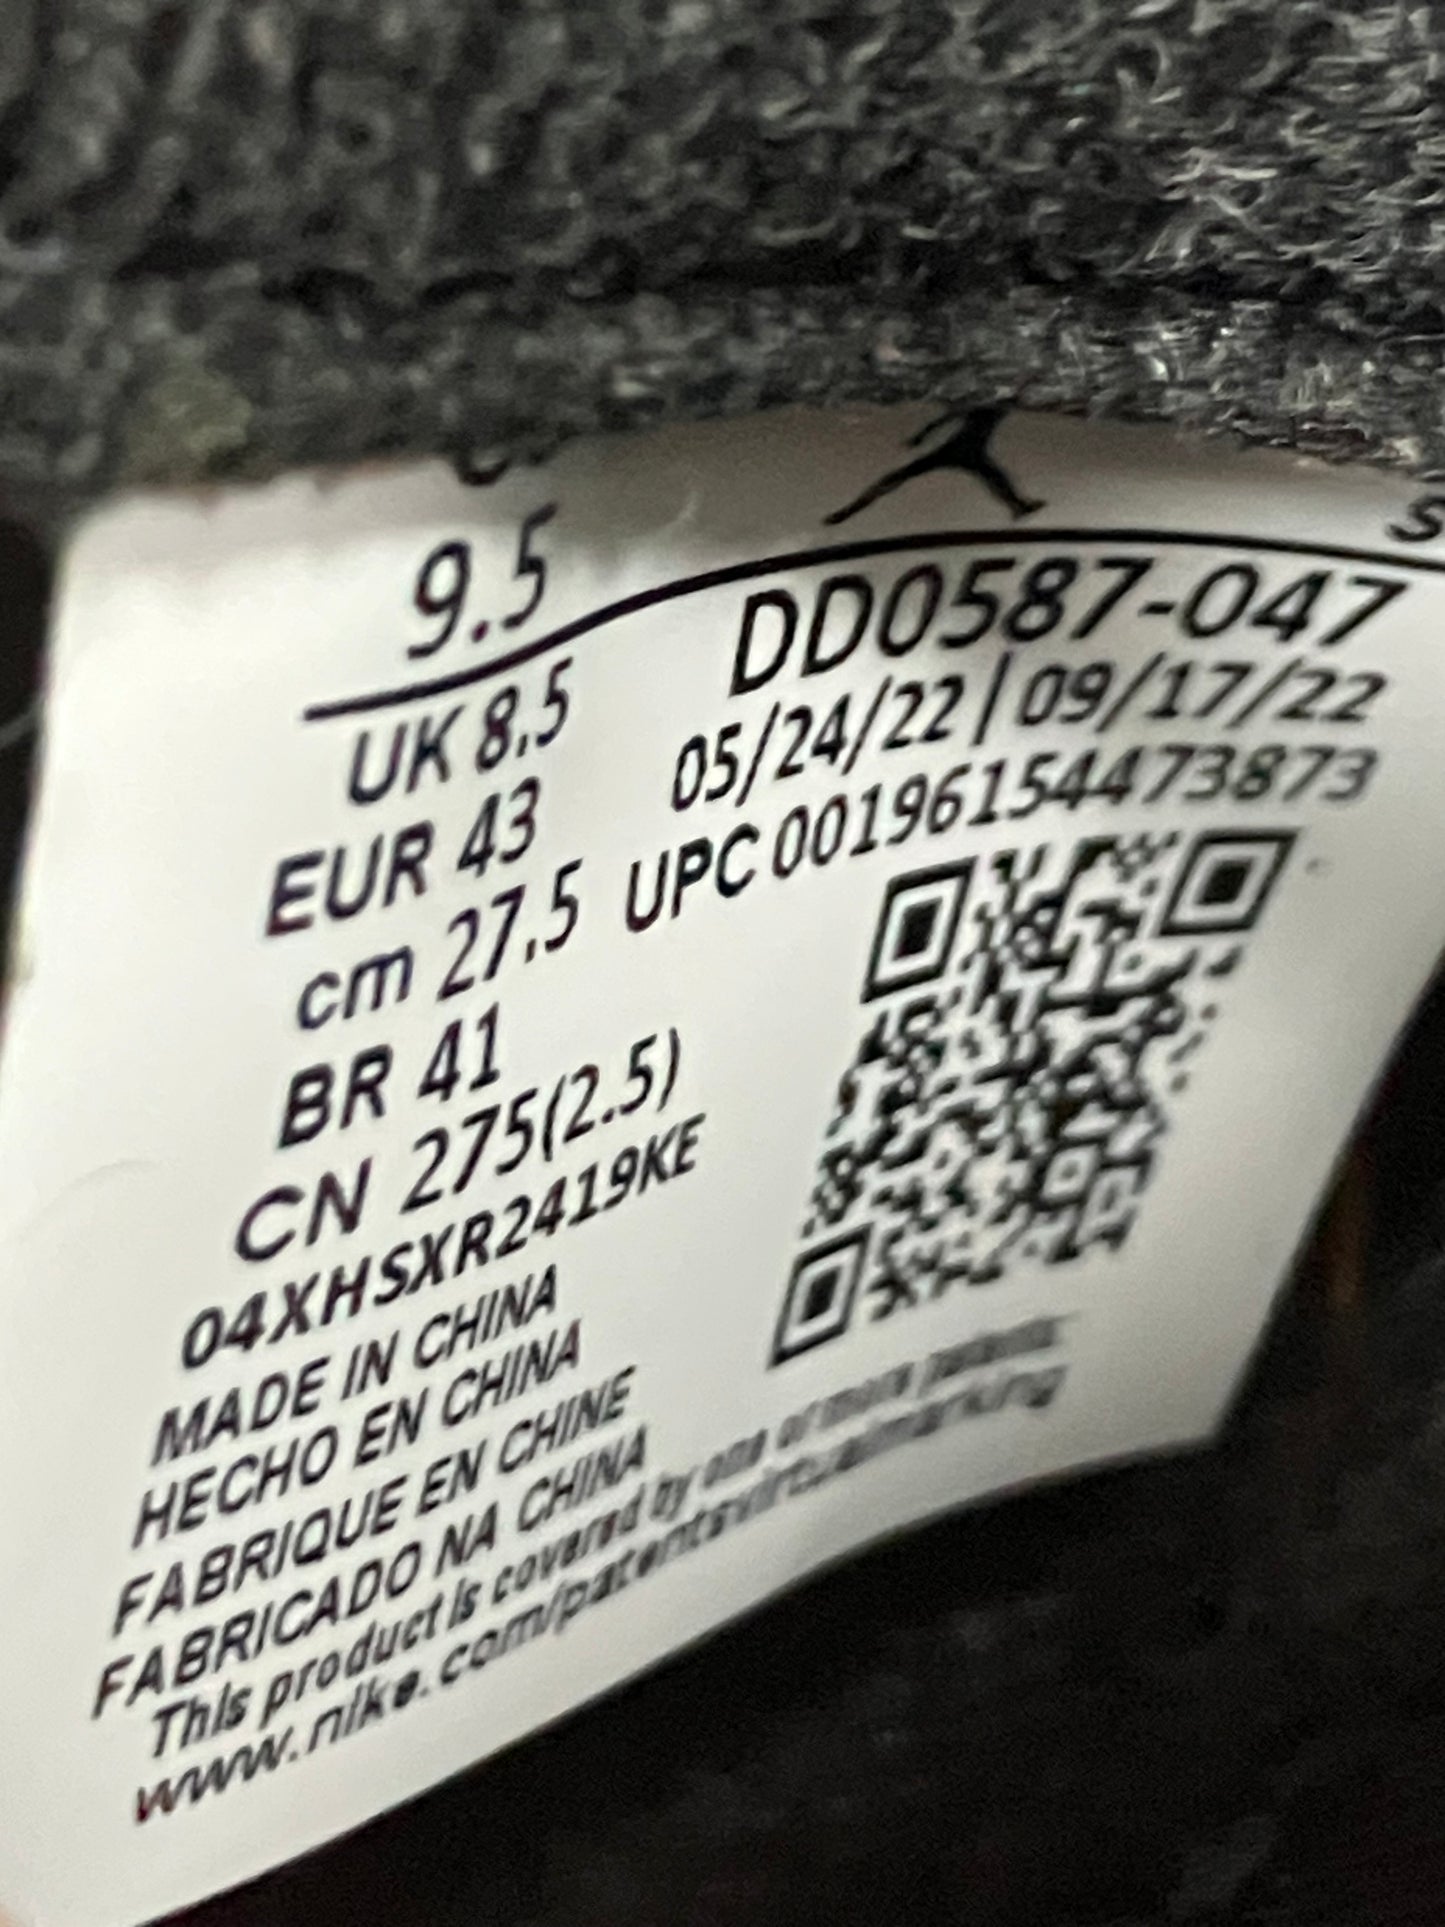 9.5
UK 8.5
EUR 43
cm 27.5
BR 41
CN 275(2.5)
04XHSXR2419KE
MADE IN CHINA
HECHO EN CHINA
FABRIQUE EN CHINE
FABRICADO NA CHINA
This product is covered by one or more patents.
www.nike.com/patentsvirtualmarking
DD0587-047
05/24/22 | 09/17/22
UPC 00196154473873